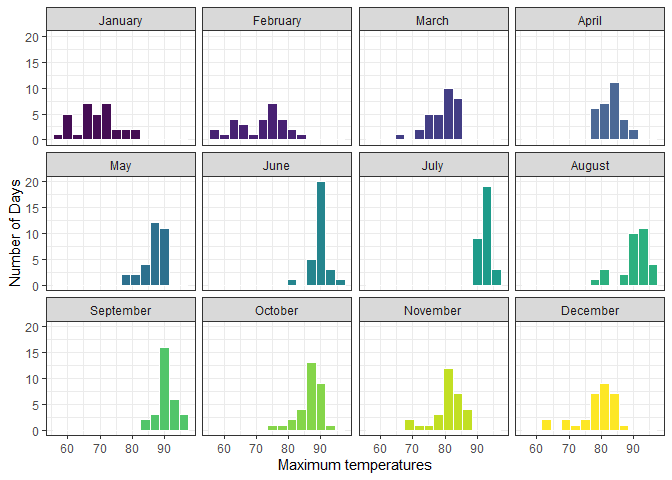 January February March April
20
15
10
5
0
May June July August
20
15
10
5
0
Number of Days
September October November December
20
15
10
5
0
60 70 80 90 60 70 80 90 60 70 80 90 60 70 80 90
Maximum temperatures